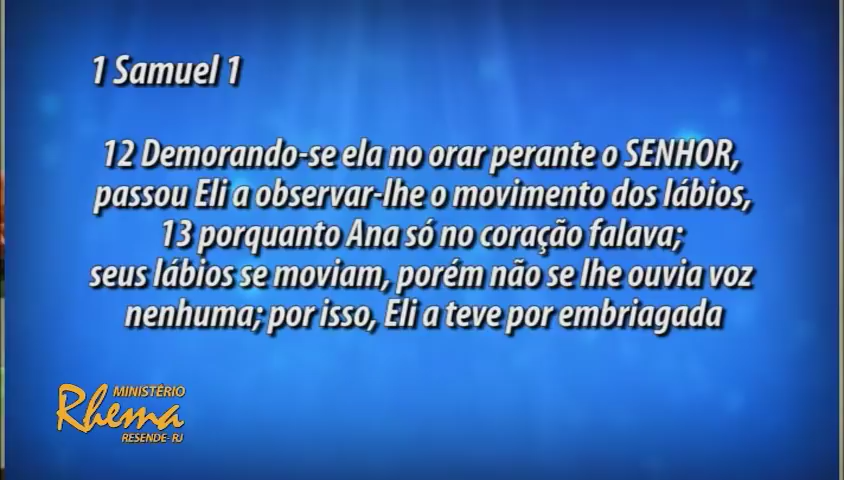 1 Samuel 1
12 Demorando-se ela no orar perante o SENHOR,
passou Eli a observar-lhe o movimento dos lábios,
13 porquanto Ana só no coração falava;
seus lábios se moviam, porém não se lhe ouvia voz
nenhuma; por isso, Eli a teve por embriagada
MINISTÉRIO
Rhema
RESENDE-RJ